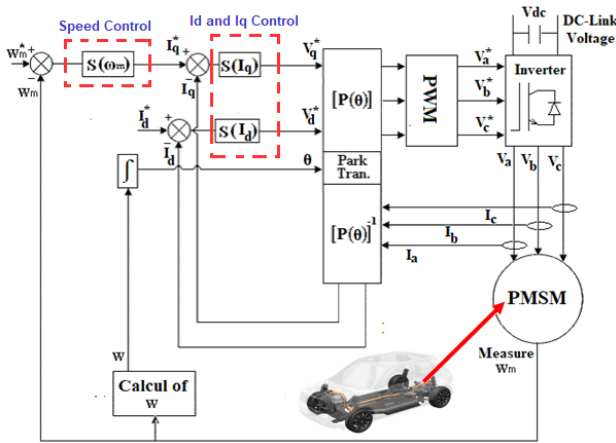 Speed Control
Id and Iq Control
Vdc
DC-Link
Voltage
Wm*
+
-
Wm
S(ωm)
Iq*
+
-
Iq
S(Iq)
Vq*
Id*
+
-
Id
S(Id)
Vd*
[P(θ)]
PWM
Va*
Vb*
Vc*
Inverter
Va
Vb
Vc
∫
θ
Park
Tran.
[P(θ)]-1
Ic
Ib
Ia
PMSM
Measure
Wm
W
Calcul of
W